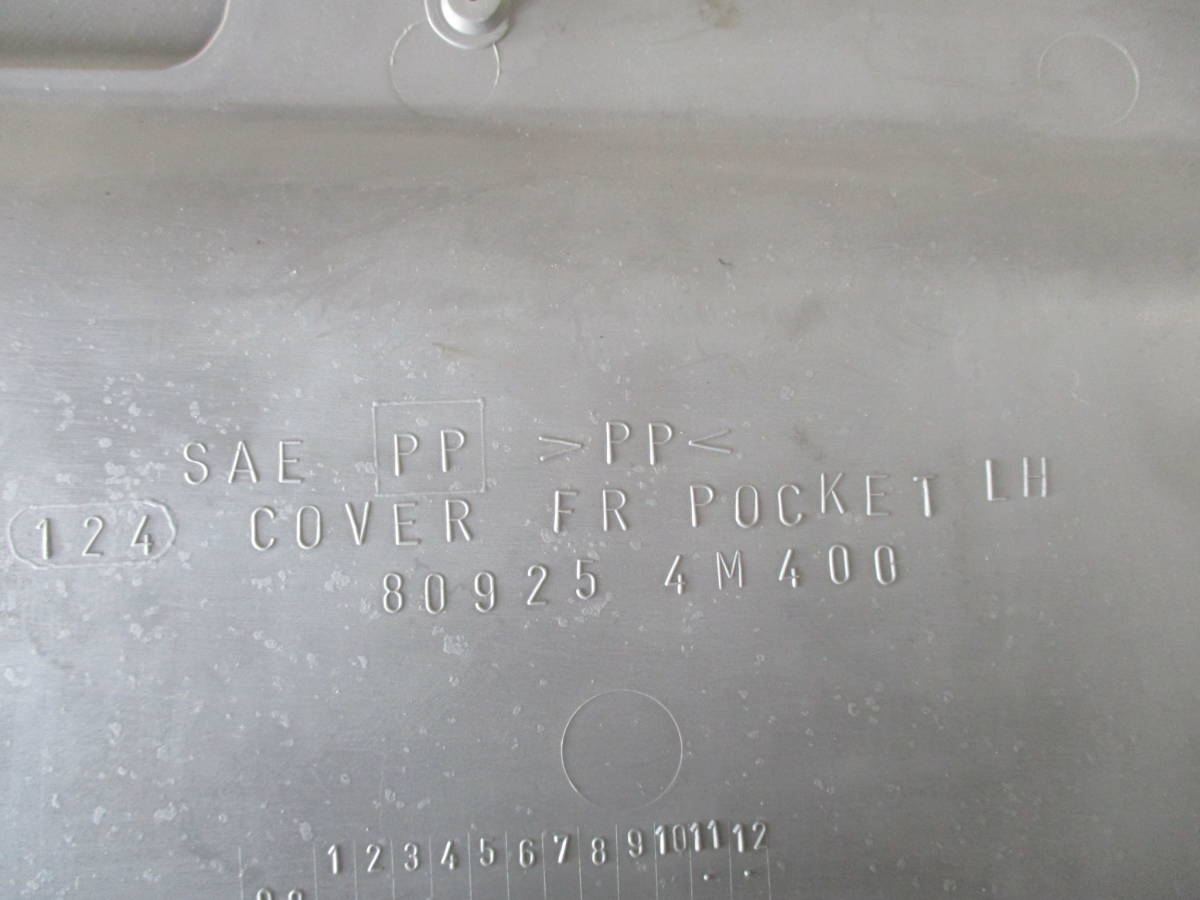 SAE PP >PP<
124 COVER FR POCKET LH
80925 4M400
1 2 3 4 5 6 7 8 9 10 11 12